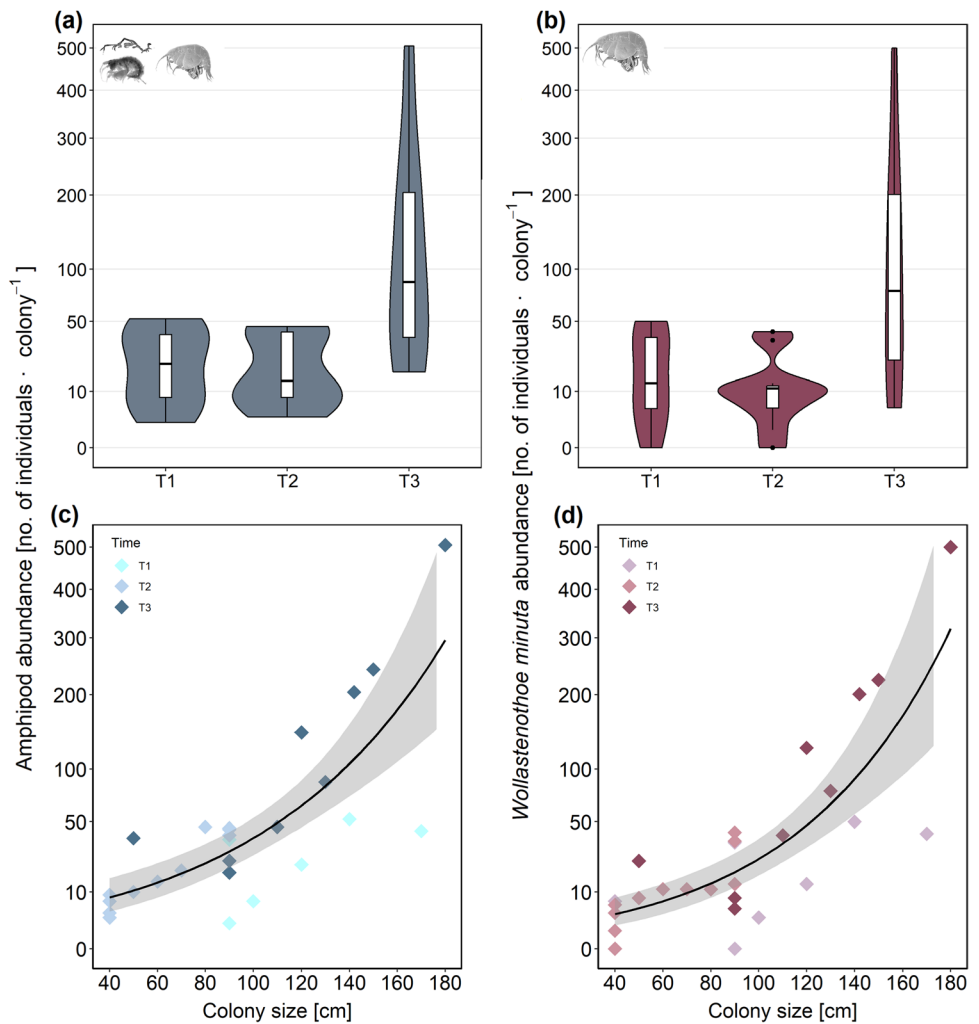 (a)
500
400
300
200
100
50
10
0
T1
T2
T3
(b)
500
400
300
200
100
50
10
0
T1
T2
T3
Amphipod abundance [no. of individuals · colony⁻¹ ]
Wollastenothoe minuta abundance [no. of individuals · colony⁻¹ ]
(c)
500
400
300
200
100
50
10
0
Time
T1
T2
T3
40 60 80 100 120 140 160 180
Colony size [cm]
(d)
500
400
300
200
100
50
10
0
Time
T1
T2
T3
40 60 80 100 120 140 160 180
Colony size [cm]